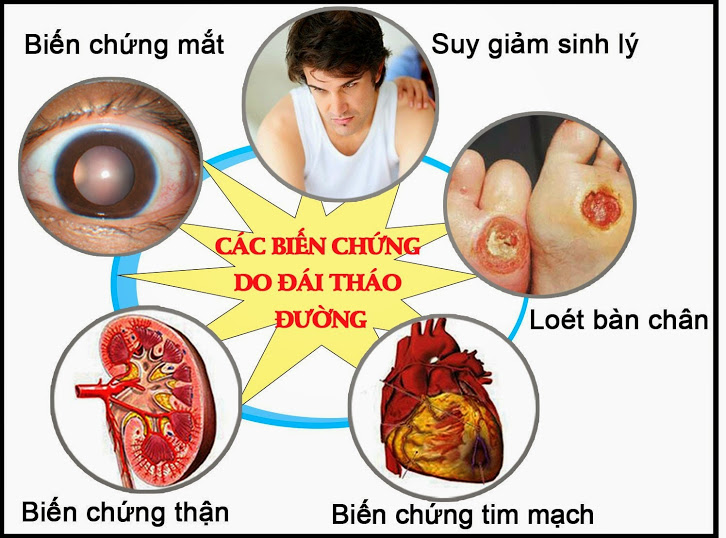 Biến chứng mắt
Suy giảm sinh lý
CÁC BIẾN CHỨNG
DO ĐÁI THÁO
ĐƯỜNG
Loét bàn chân
Biến chứng thận
Biến chứng tim mạch